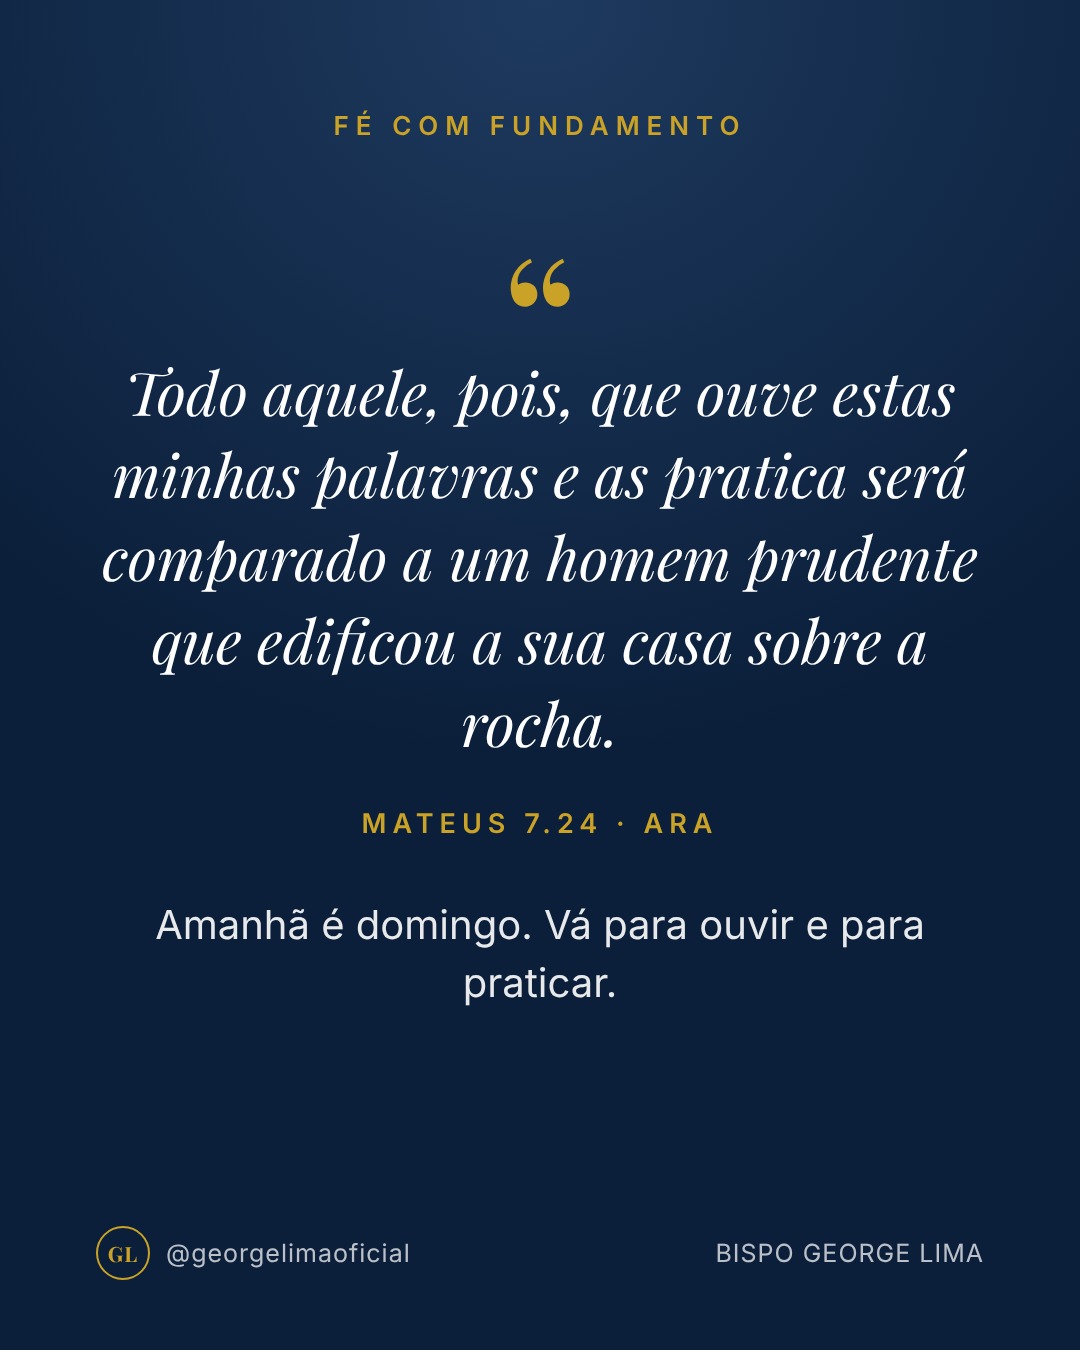 FÉ COM FUNDAMENTO
“
Todo aquele, pois, que ouve estas
minhas palavras e as pratica será
comparado a um homem prudente
que edificou a sua casa sobre a
rocha.
MATEUS 7.24 · ARA
Amanhã é domingo. Vá para ouvir e para
praticar.
GL @georgelimaoficial
BISPO GEORGE LIMA